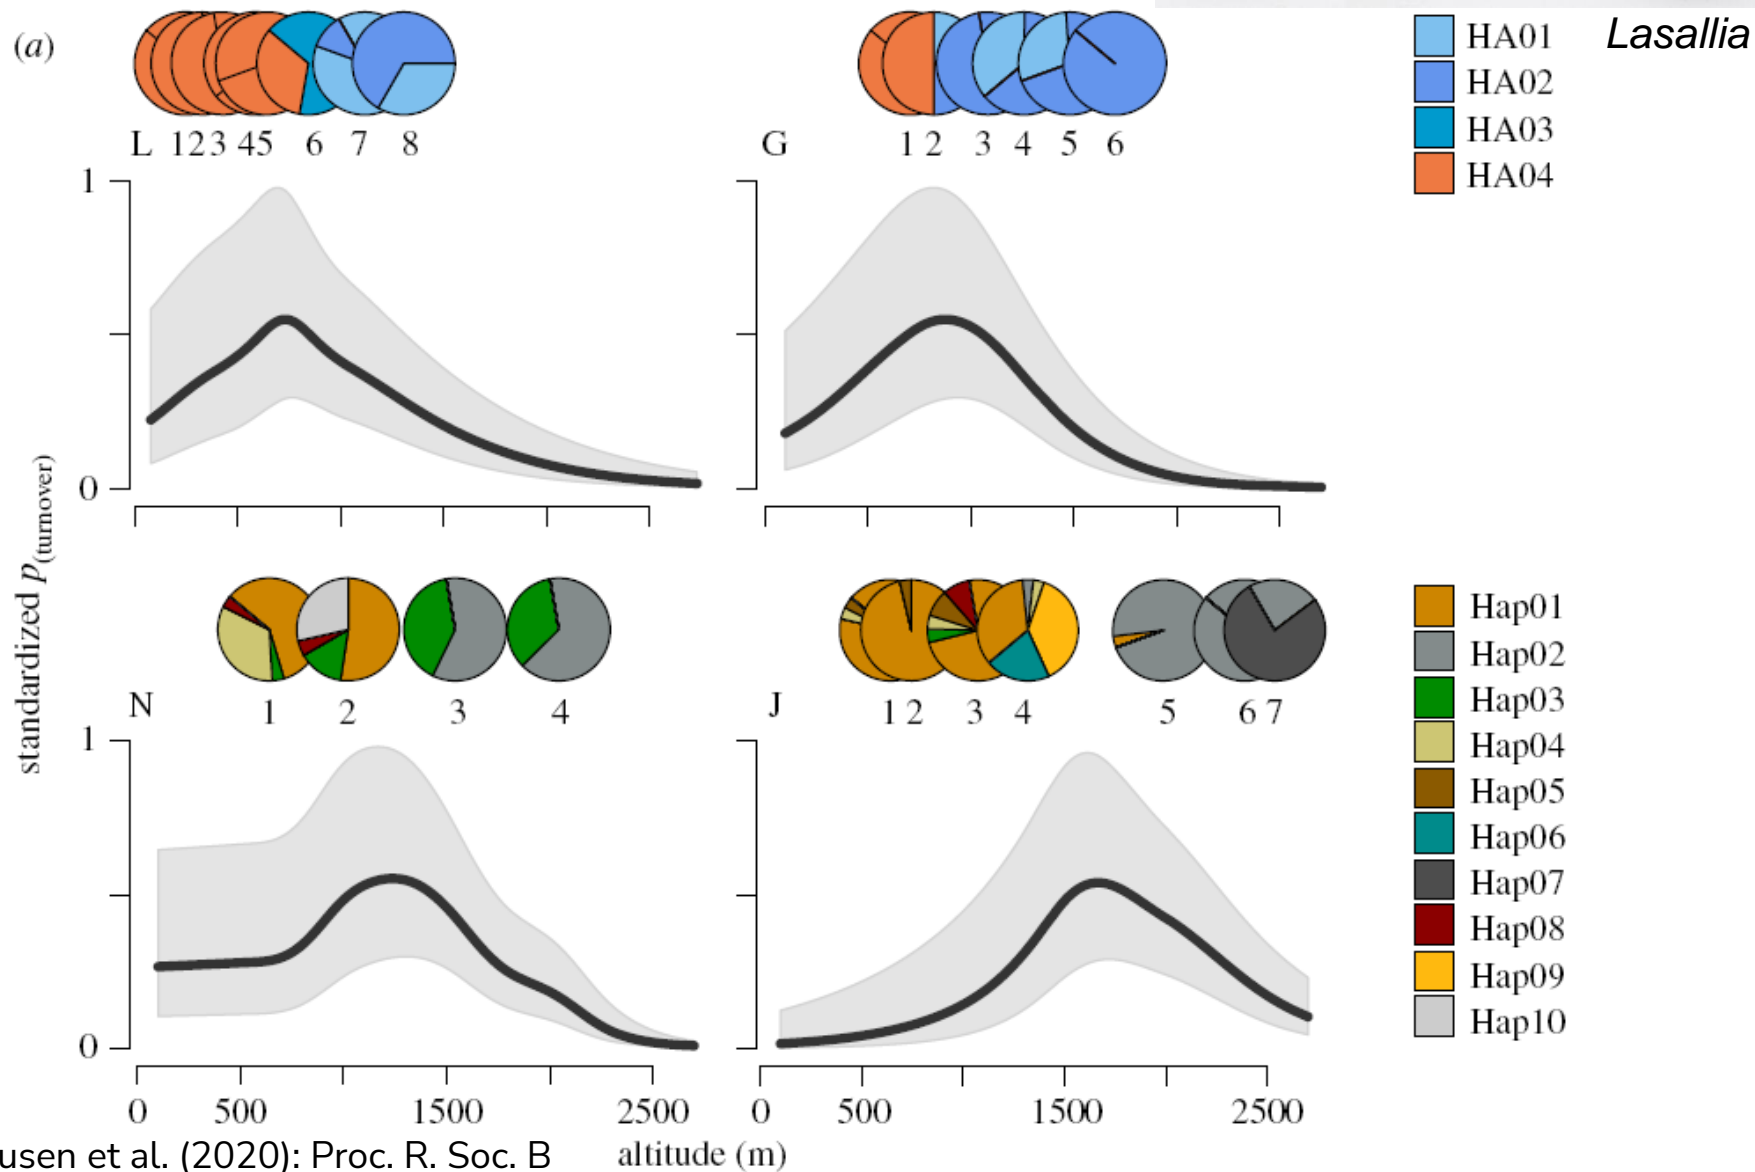 (a)
HA01
HA02
HA03
HA04
Lasallia
L 1 2 3 4 5 6 7 8
G 1 2 3 4 5 6
1
0
standardized p(turnover)
N 1 2 3 4
J 1 2 3 4 5 6 7
1
0
Hap01
Hap02
Hap03
Hap04
Hap05
Hap06
Hap07
Hap08
Hap09
Hap10
0 500 1500 2500
0 500 1500 2500
altitude (m)
usen et al. (2020): Proc. R. Soc. B